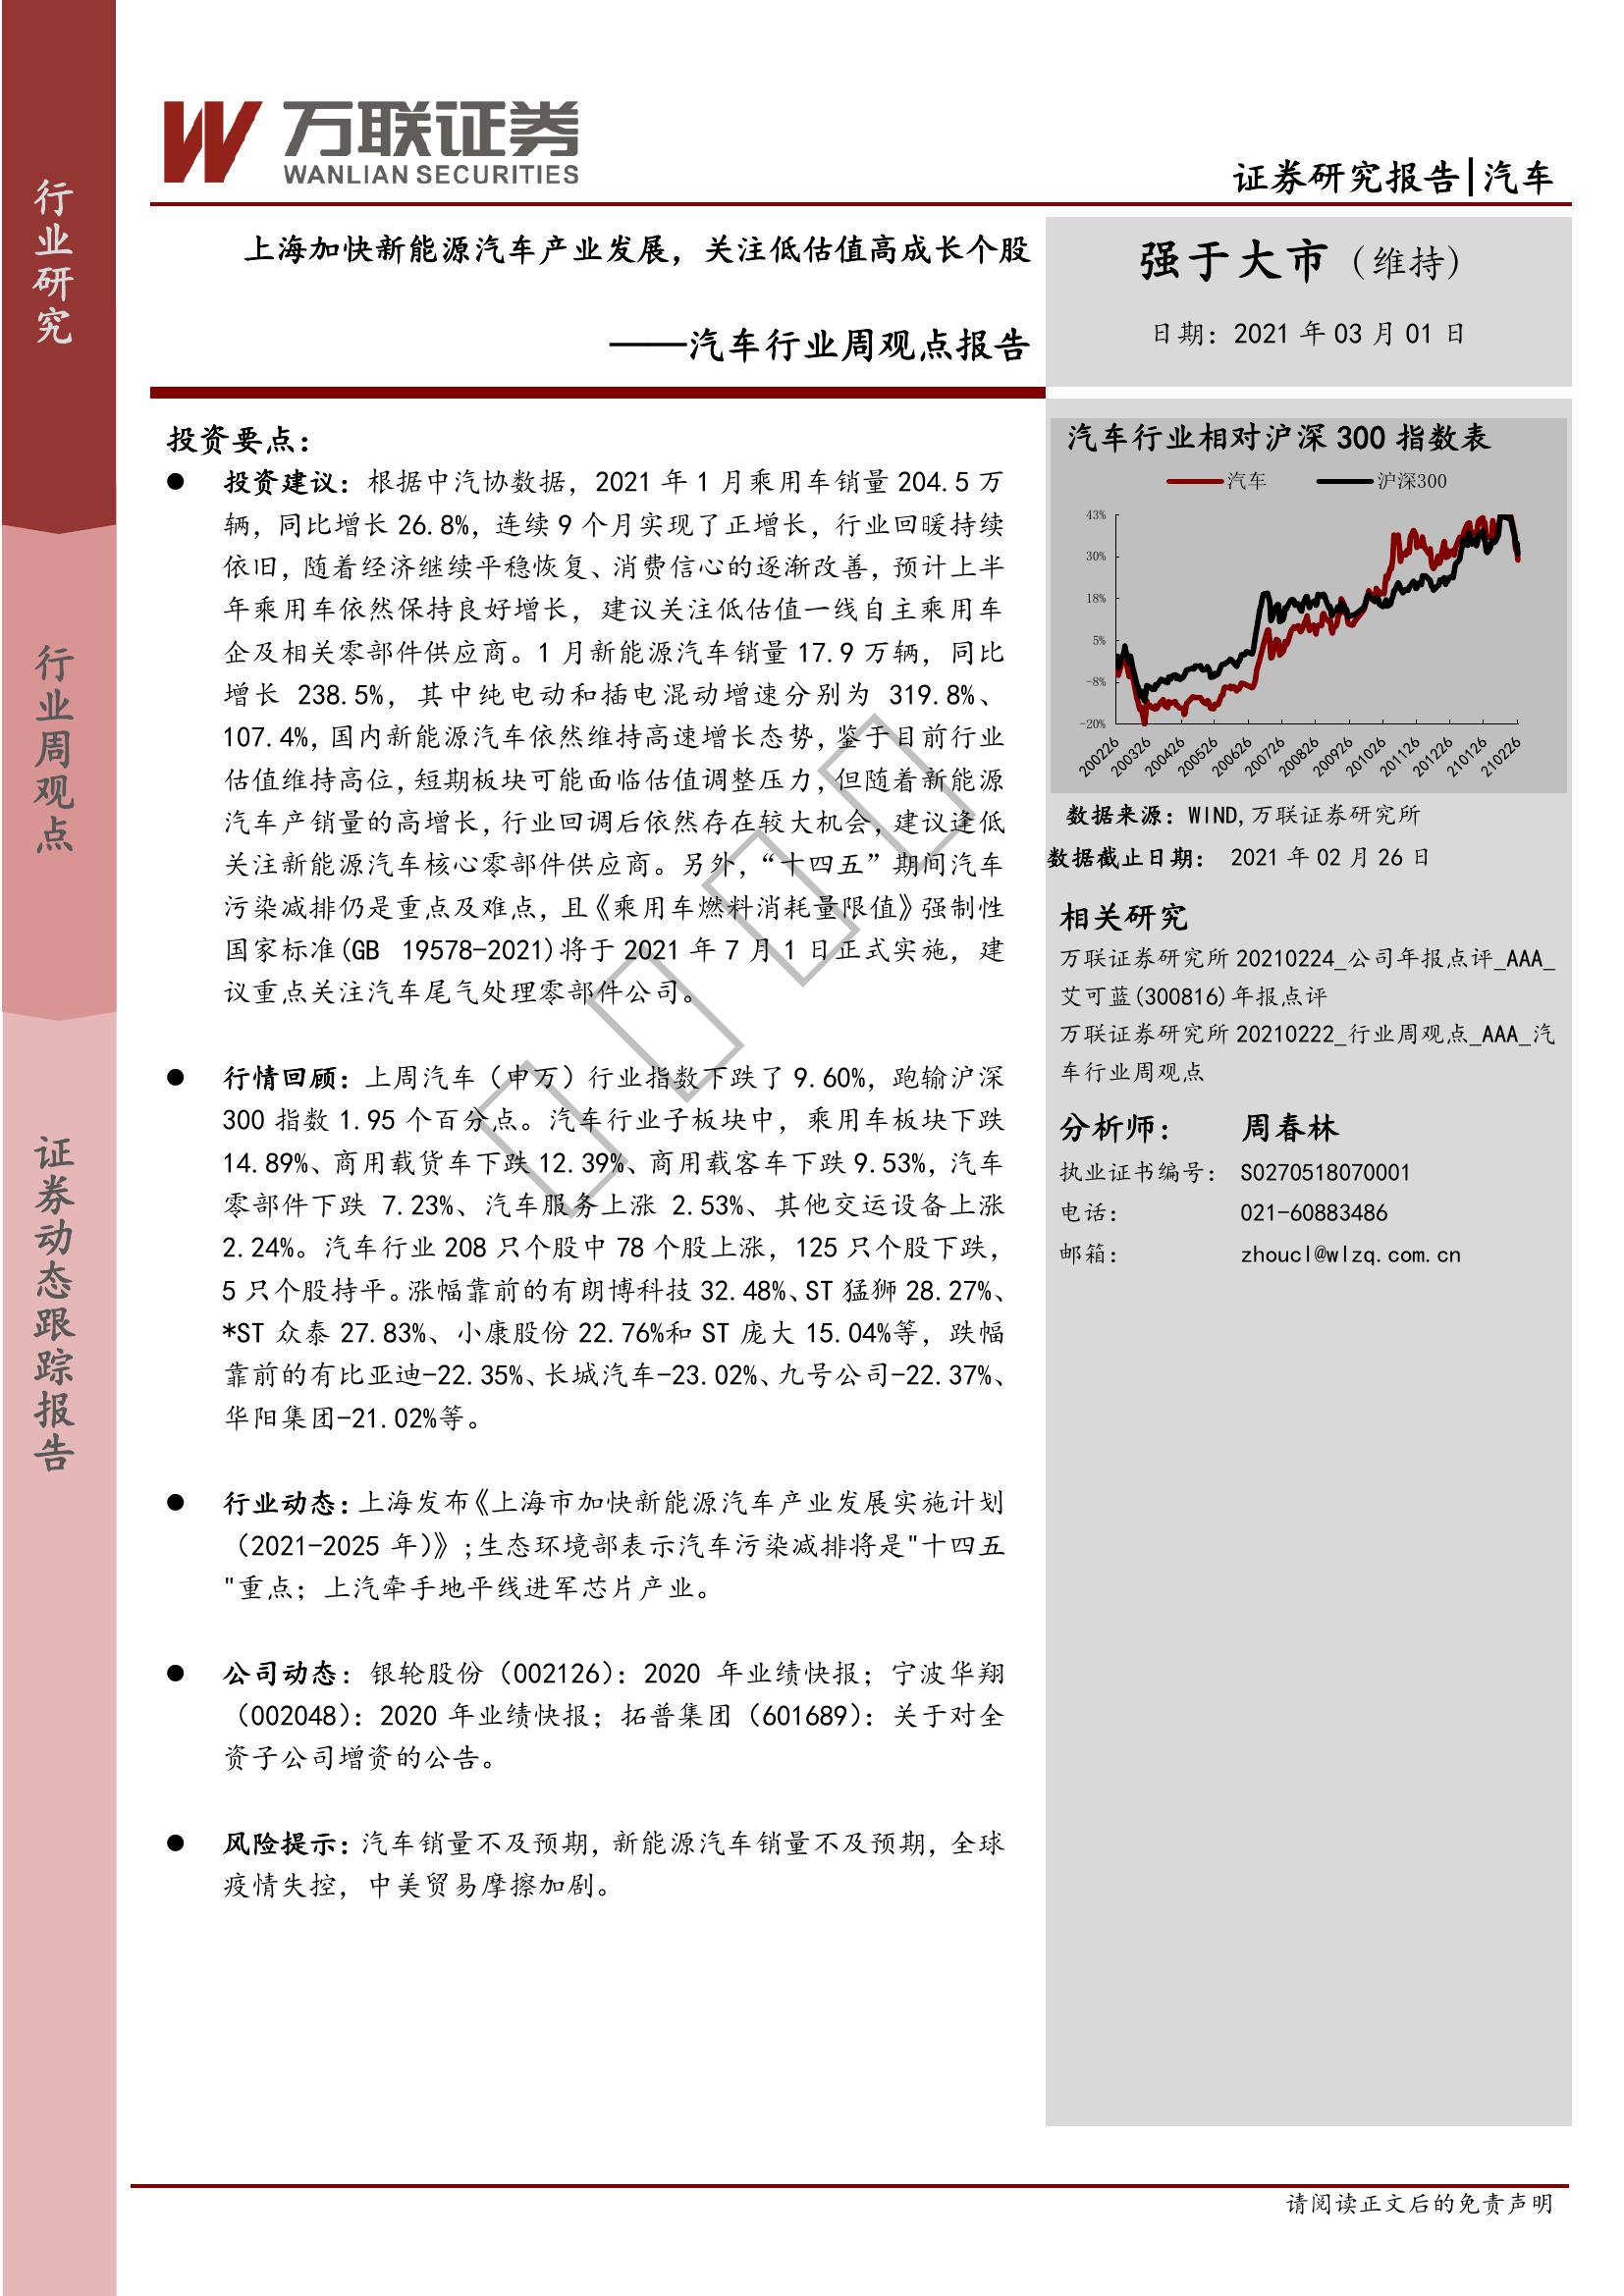 行业研究
行业周观点
证券动态跟踪报告
万联证券
WANLIAN SECURITIES
证券研究报告|汽车
上海加快新能源汽车产业发展，关注低估值高成长个股
——汽车行业周观点报告
强于大市（维持）
日期：2021 年 03 月 01 日
投资要点：
● 投资建议：根据中汽协数据，2021 年 1 月乘用车销量 204.5 万
辆，同比增长 26.8%，连续 9 个月实现了正增长，行业回暖持续
依旧，随着经济继续平稳恢复、消费信心的逐渐改善，预计上半
年乘用车依然保持良好增长，建议关注低估值一线自主乘用车
企及相关零部件供应商。1 月新能源汽车销量 17.9 万辆，同比
增长 238.5%，其中纯电动和插电混动增速分别为 319.8%、
107.4%，国内新能源汽车依然维持高速增长态势，鉴于目前行业
估值维持高位，短期板块可能面临估值调整压力，但随着新能源
汽车产销量的高增长，行业回调后依然存在较大机会，建议逢低
关注新能源汽车核心零部件供应商。另外，“十四五”期间汽车
污染减排仍是重点及难点，且《乘用车燃料消耗量限值》强制性
国家标准(GB 19578-2021)将于 2021 年 7 月 1 日正式实施，建
议重点关注汽车尾气处理零部件公司。
● 行情回顾：上周汽车（申万）行业指数下跌了 9.60%，跑输沪深
300 指数 1.95 个百分点。汽车行业子板块中，乘用车板块下跌
14.89%、商用载货车下跌 12.39%、商用载客车下跌 9.53%，汽车
零部件下跌 7.23%、汽车服务上涨 2.53%、其他交运设备上涨
2.24%。汽车行业 208 只个股中 78 个股上涨，125 只个股下跌，
5 只个股持平。涨幅靠前的有朗博科技 32.48%、ST 猛狮 28.27%、
*ST 众泰 27.83%、小康股份 22.76%和 ST 庞大 15.04%等，跌幅
靠前的有比亚迪-22.35%、长城汽车-23.02%、九号公司-22.37%、
华阳集团-21.02%等。
● 行业动态：上海发布《上海市加快新能源汽车产业发展实施计划
（2021-2025 年）》;生态环境部表示汽车污染减排将是"十四五
"重点；上汽牵手地平线进军芯片产业。
● 公司动态：银轮股份（002126）：2020 年业绩快报；宁波华翔
（002048）：2020 年业绩快报；拓普集团（601689）：关于对全
资子公司增资的公告。
● 风险提示：汽车销量不及预期，新能源汽车销量不及预期，全球
疫情失控，中美贸易摩擦加剧。
汽车行业相对沪深 300 指数表
汽车 沪深300
43%
30%
18%
5%
-8%
-20%
200226 200326 200426 200526 200626 200726 200826 200926 201026 201126 201226 210126 210226
数据来源：WIND,万联证券研究所
数据截止日期： 2021 年 02 月 26 日
相关研究
万联证券研究所 20210224_公司年报点评_AAA_
艾可蓝(300816)年报点评
万联证券研究所 20210222_行业周观点_AAA_汽
车行业周观点
分析师： 周春林
执业证书编号： S0270518070001
电话： 021-60883486
邮箱： zhoucl@wlzq.com.cn
请阅读正文后的免责声明